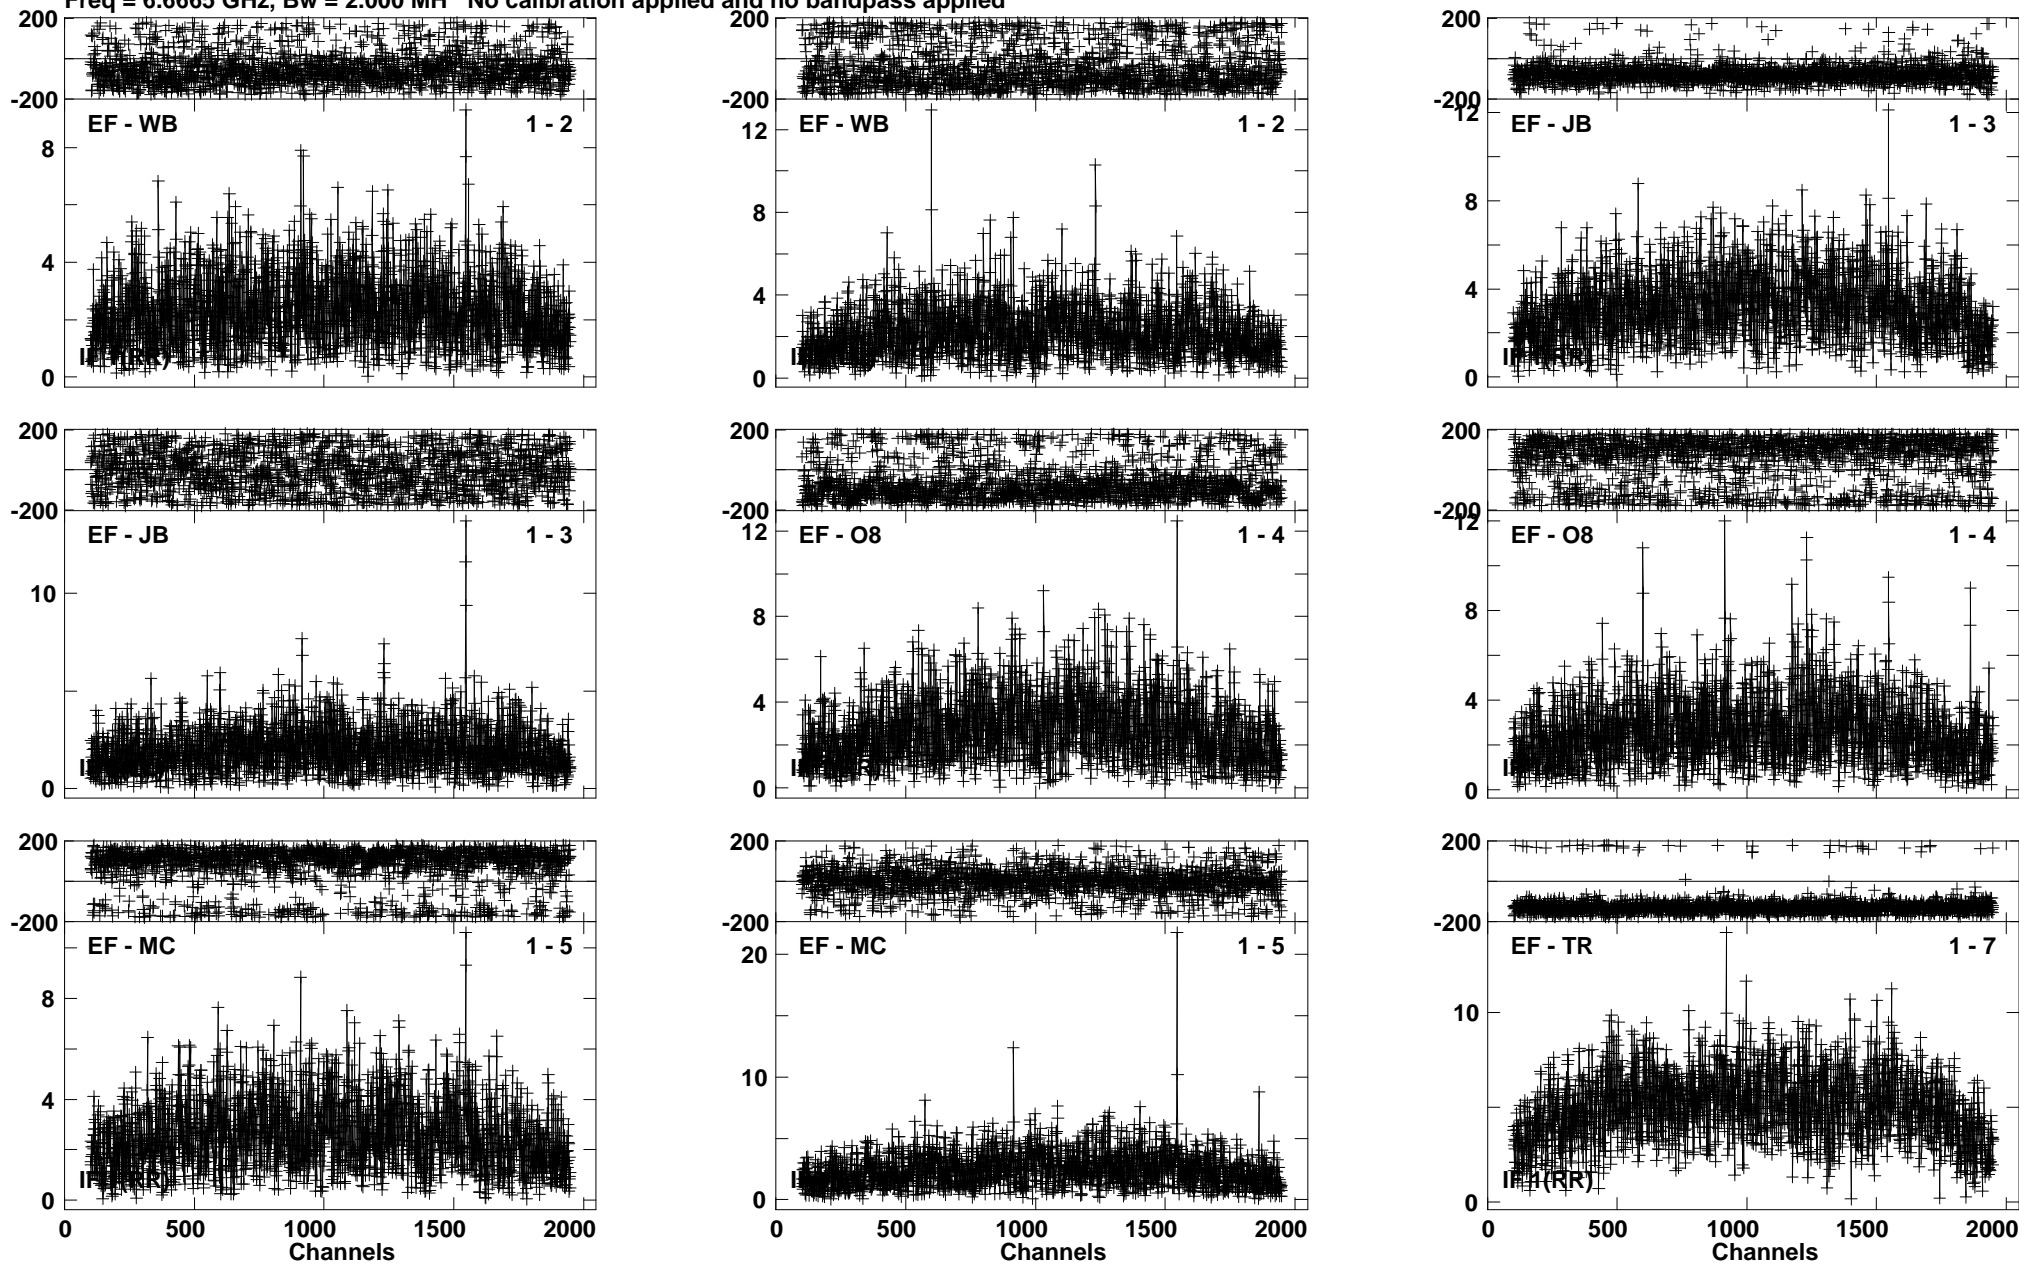 Freq = 6.6665 GHz, Bw = 2.000 MH No calibration applied and no bandpass applied
200 200 200
-200 -200 -200
EF - WB 1 - 2 EF - WB 1 - 2 EF - JB 1 - 3
8 4 0
12 8 4 0
12 8 4 0
IF 1(RR)
200 200 200
-200 -200 -200
EF - JB 1 - 3 EF - O8 1 - 4 EF - O8 1 - 4
10 0
12 8 4 0
12 8 4 0
200 200 200
-200 -200 -200
EF - MC 1 - 5 EF - MC 1 - 5 EF - TR 1 - 7
8 4 0
20 10 0
10 0
IF 1(RR)
0 500 1000 1500 2000 0 500 1000 1500 2000 0 500 1000 1500 2000
Channels Channels Channels